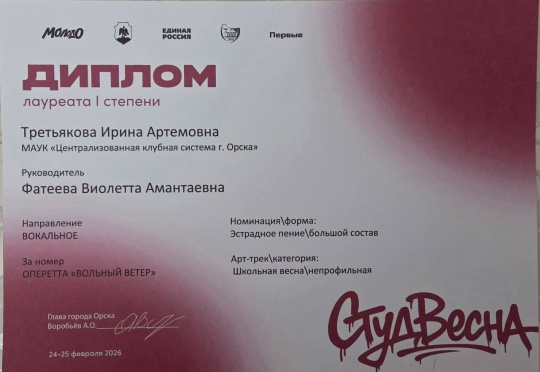 МОЛОДО
ЕДИНАЯ
РОССИЯ
Первые
ДИПЛОМ
лауреата I степени
Третьякова Ирина Артемовна
МАУК «Централизованная клубная система г. Орска»
Руководитель
Фатеева Виолетта Амантаевна
Направление
ВОКАЛЬНОЕ
Номинация\форма:
Эстрадное пение\большой состав
За номер
ОПЕРЕТТА «ВОЛЬНЫЙ ВЕТЕР»
Арт-трек\категория:
Школьная весна\непрофильная
Глава города Орска
Воробьёв А.О.
24-25 февраля 2026
СтудВесна